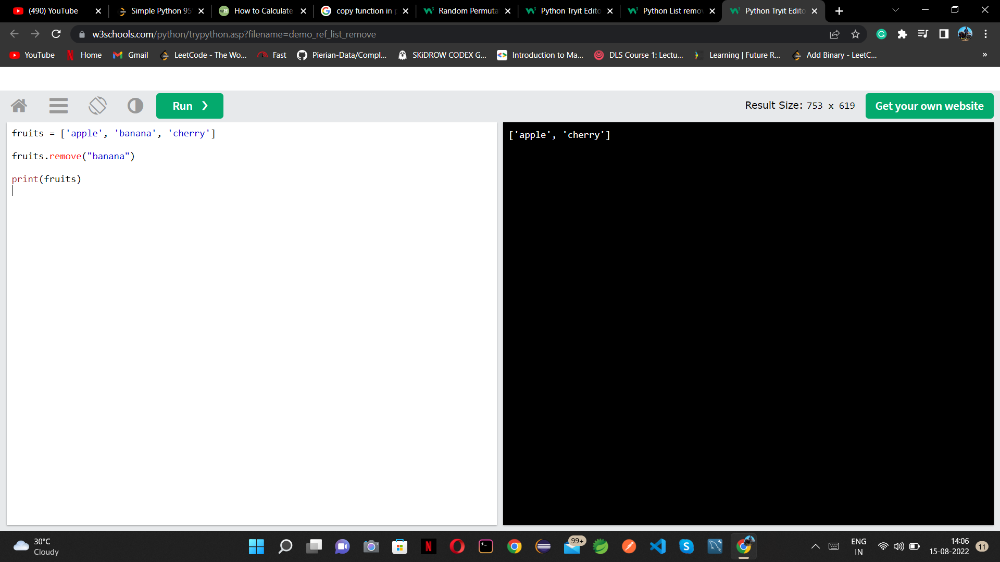 (490) YouTube
Simple Python 95
How to Calculate
copy function in p
Random Permuta
Python Tryit Edito
Python List remo
Python Tryit Edito
w3schools.com/python/trypython.asp?filename=demo_ref_list_remove
YouTube
Home
Gmail
LeetCode - The Wo...
Fast
Pierian-Data/Compl...
SKiDROW CODEX G...
Introduction to Ma...
DLS Course 1: Lectu...
Learning | Future R...
Add Binary - LeetC...
»
Run ❯
Result Size: 753 x 619
Get your own website
fruits = ['apple', 'banana', 'cherry']
fruits.remove("banana")
print(fruits)
['apple', 'cherry']
30°C
Cloudy
99+
ENG
IN
14:06
15-08-2022
11